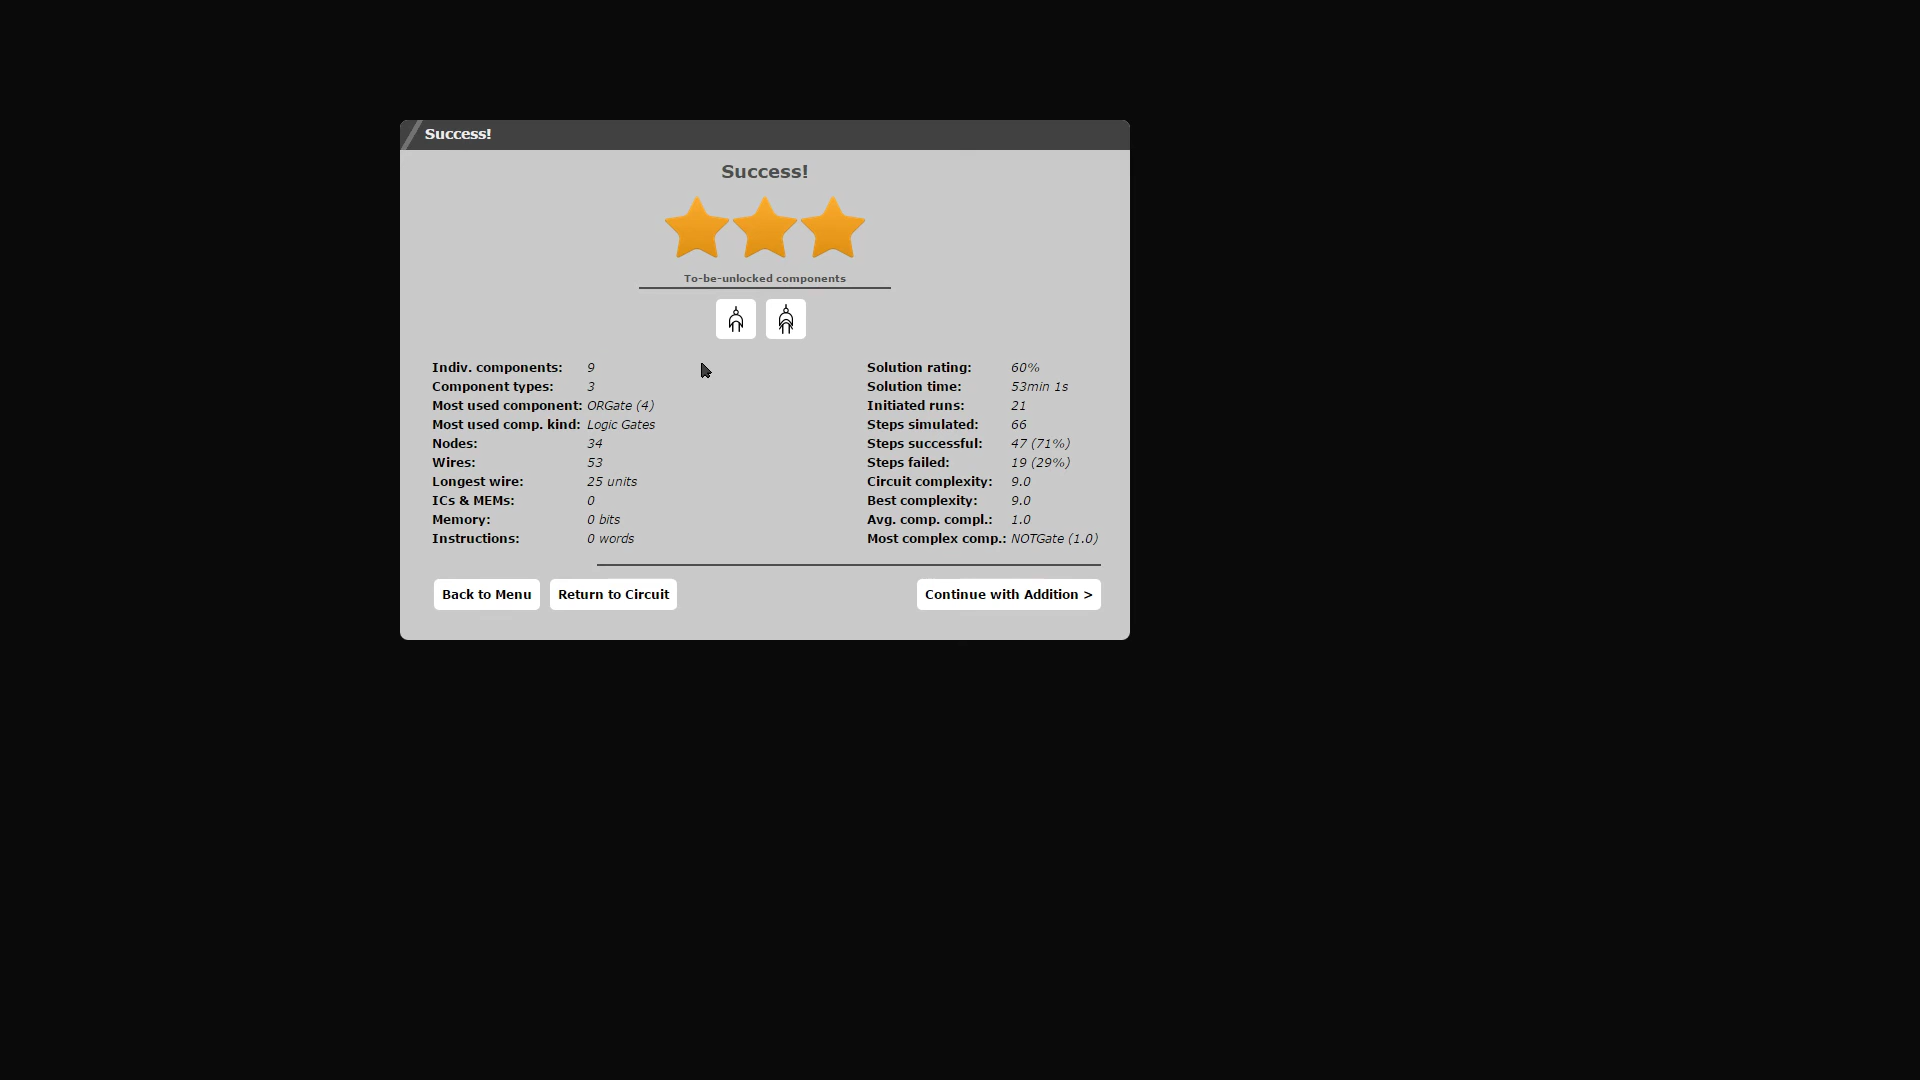 Success!
Success!
To-be-unlocked components
Indiv. components: 9
Component types: 3
Most used component: ORGate (4)
Most used comp. kind: Logic Gates
Nodes: 34
Wires: 53
Longest wire: 25 units
ICs & MEMs: 0
Memory: 0 bits
Instructions: 0 words
Solution rating: 60%
Solution time: 53min 1s
Initiated runs: 21
Steps simulated: 66
Steps successful: 47 (71%)
Steps failed: 19 (29%)
Circuit complexity: 9.0
Best complexity: 9.0
Avg. comp. compl.: 1.0
Most complex comp.: NOTGate (1.0)
Back to Menu
Return to Circuit
Continue with Addition >